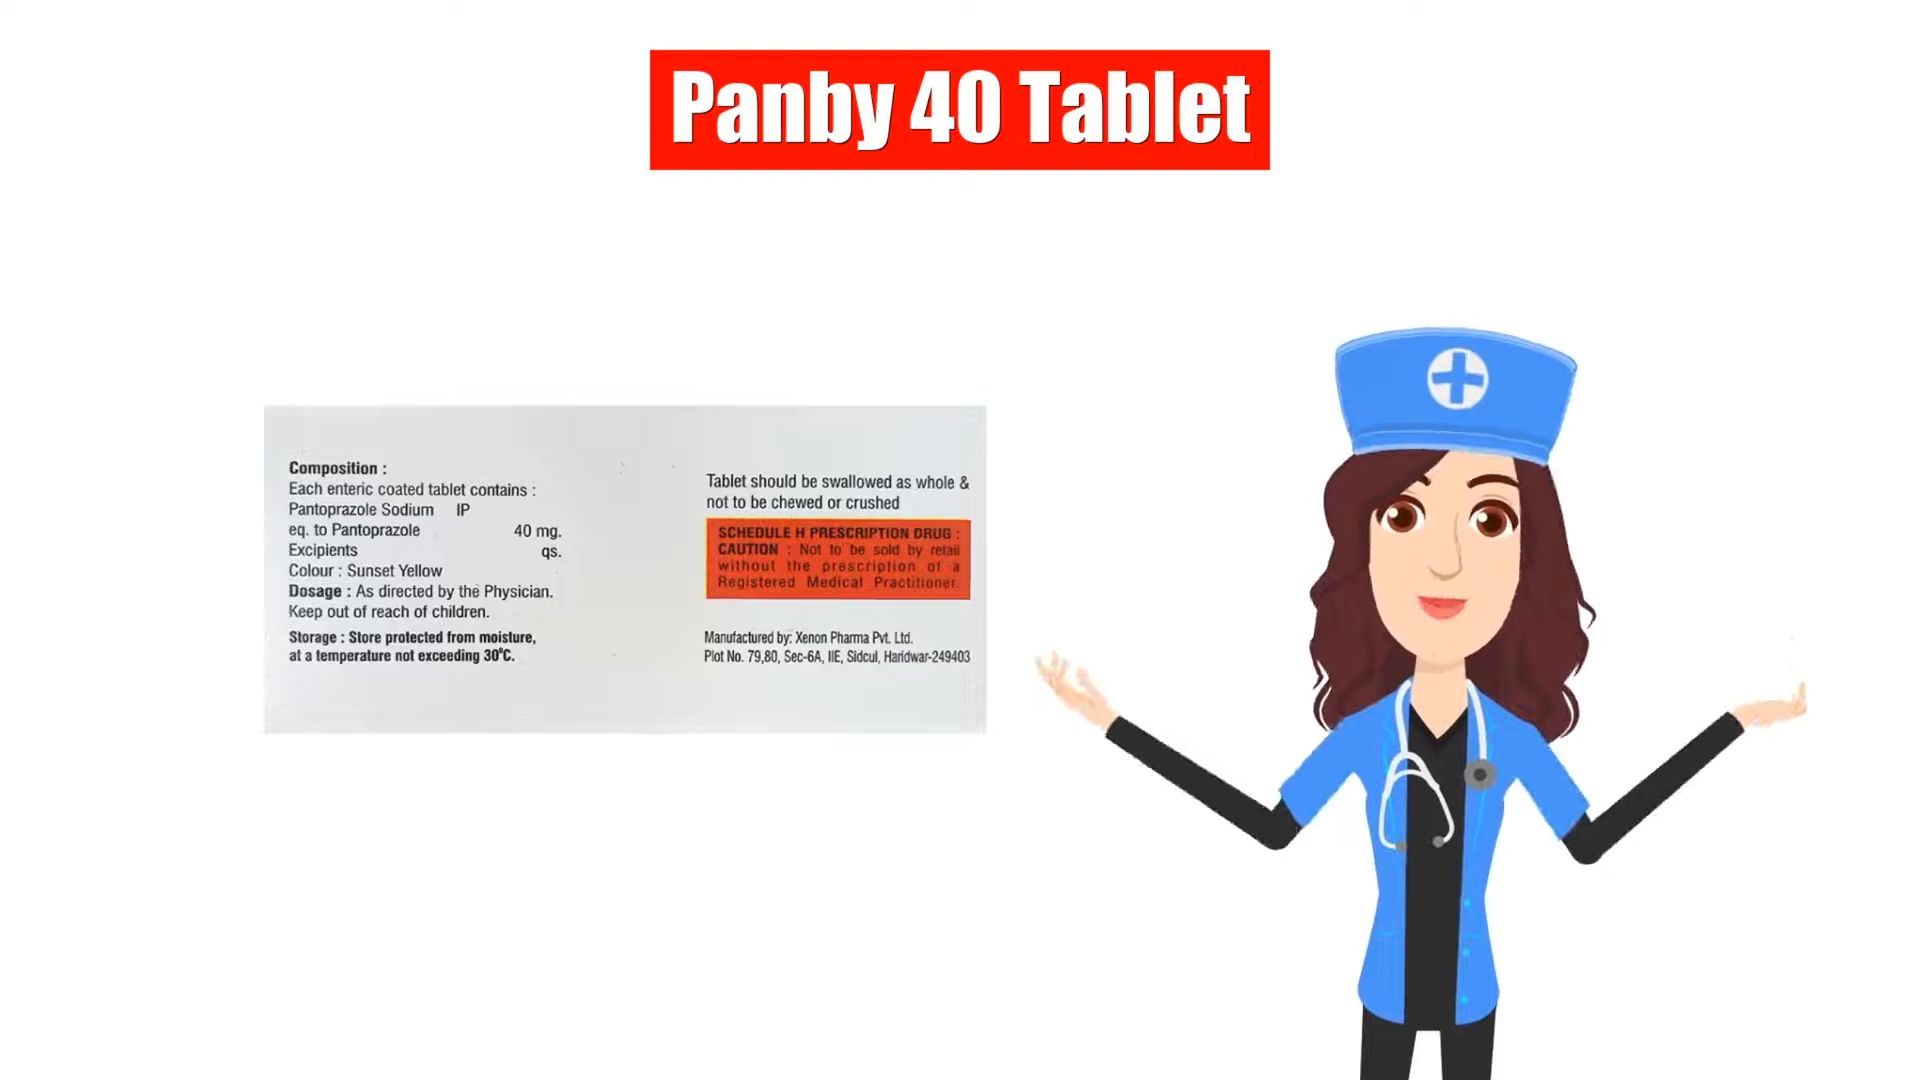 Panby 40 Tablet
Composition :
Each enteric coated tablet contains :
Pantoprazole Sodium IP
eq. to Pantoprazole 40 mg.
Excipients qs.
Colour : Sunset Yellow
Dosage : As directed by the Physician.
Keep out of reach of children.
Storage : Store protected from moisture,
at a temperature not exceeding 30°C.
Tablet should be swallowed as whole &
not to be chewed or crushed
SCHEDULE H PRESCRIPTION DRUG :
CAUTION : Not to be sold by retail
without the prescription of a
Registered Medical Practitioner.
Manufactured by: Xenon Pharma Pvt. Ltd.
Plot No. 79,80, Sec-6A, IIE, Sidcul, Haridwar-249403